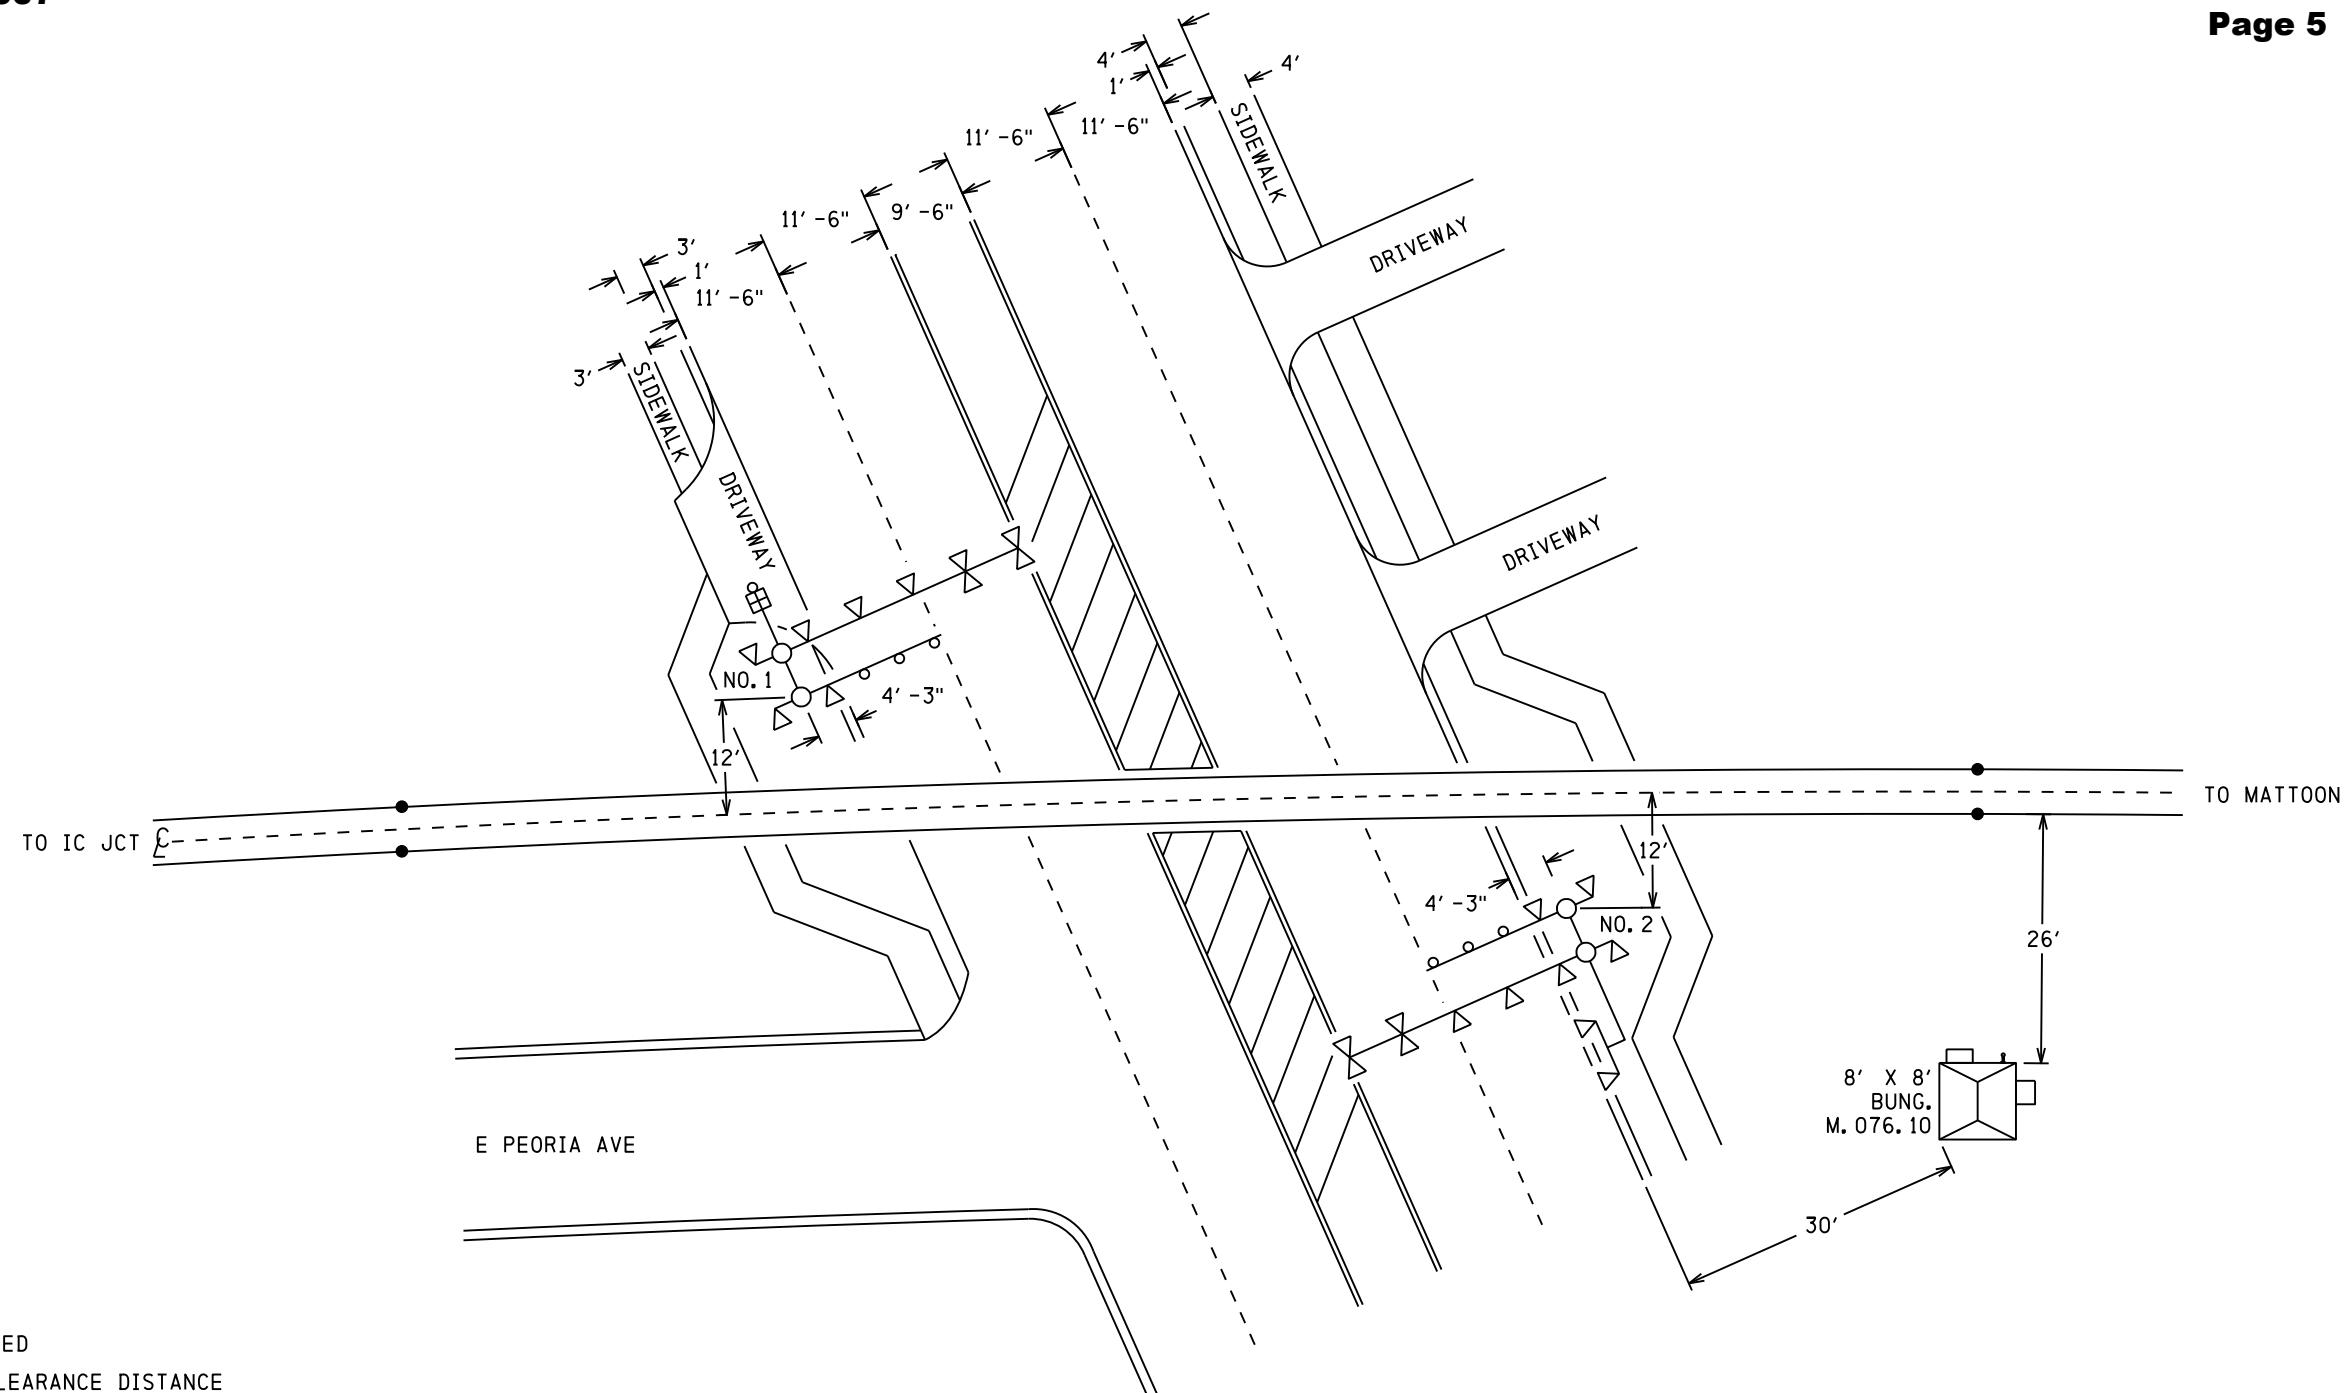 Page 5
4'
1'
4'
SIDEWALK
11'-6"
11'-6"
11'-6"
9'-6"
3'
1'
11'-6"
3'
SIDEWALK
DRIVEWAY
DRIVEWAY
DRIVEWAY
NO. 1
4'-3"
12'
TO IC JCT
TO MATTOON
12'
4'-3"
NO. 2
26'
8' X 8'
BUNG.
M. 076.10
E PEORIA AVE
30'
ED
LEARANCE DISTANCE